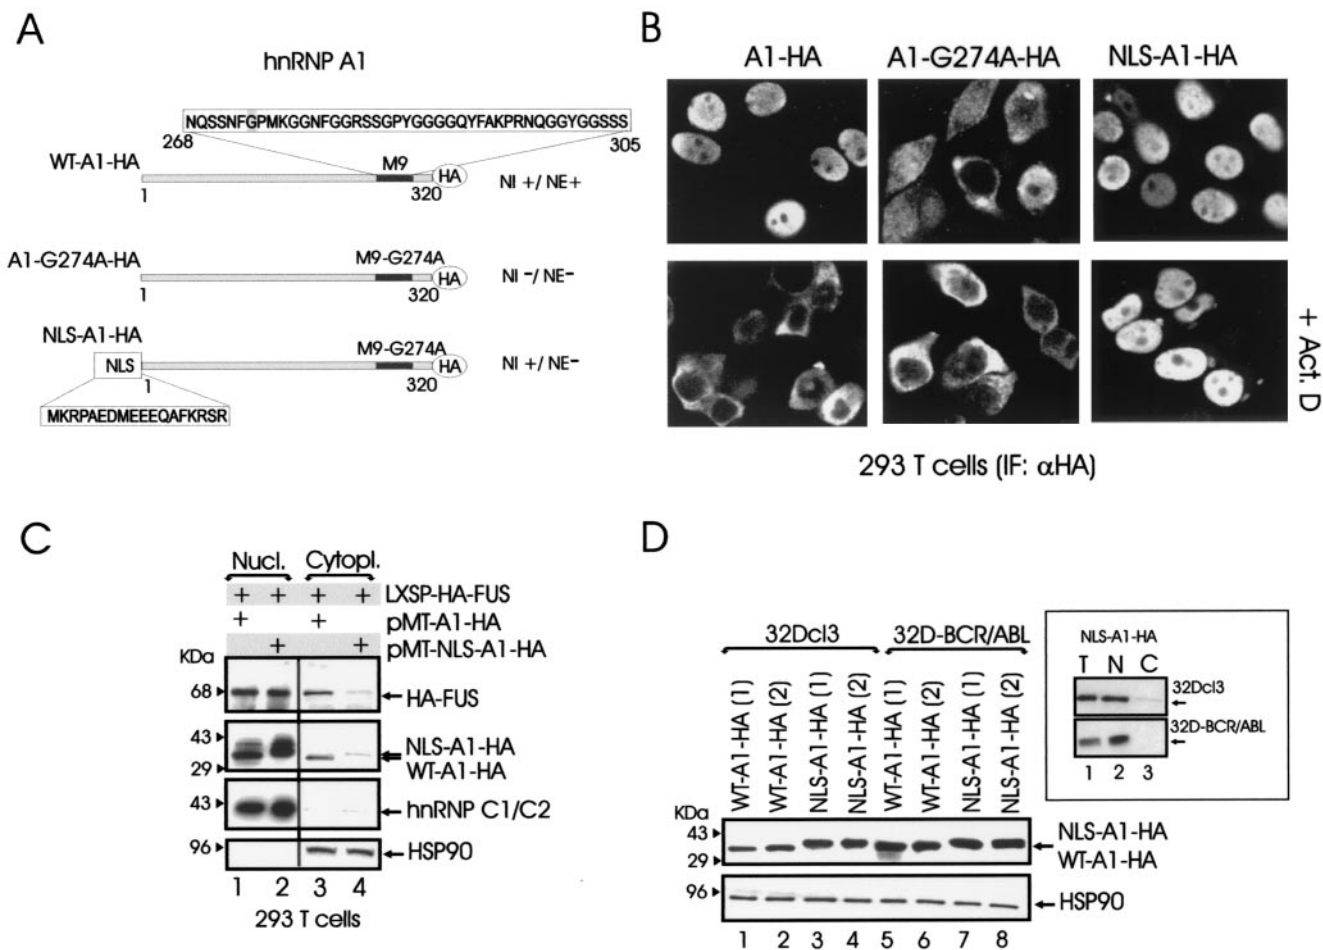 A
hnRNP A1
NQSSNFGPMKGGNFGGRSSGPYGGGGQYFAKPRNQGGYGGSSS
268
305
WT-A1-HA
M9
HA
1
320
NI +/ NE+
A1-G274A-HA
M9-G274A
HA
1
320
NI −/ NE−
NLS-A1-HA
M9-G274A
NLS
HA
1
320
NI +/ NE−
MKRPAEDMEEEQAFKRSR
B
A1-HA A1-G274A-HA NLS-A1-HA
+ Act. D
293 T cells (IF: αHA)
C
Nucl. Cytopl.
+ + + + LXSP-HA-FUS
+ + pMT-A1-HA
+ + pMT-NLS-A1-HA
KDa
68
HA-FUS
43
NLS-A1-HA
WT-A1-HA
29
43
hnRNP C1/C2
96
HSP90
1 2 3 4
293 T cells
D
32Dcl3 32D-BCR/ABL
WT-A1-HA (1)
WT-A1-HA (2)
NLS-A1-HA (1)
NLS-A1-HA (2)
WT-A1-HA (1)
WT-A1-HA (2)
NLS-A1-HA (1)
NLS-A1-HA (2)
KDa
43
NLS-A1-HA
29
WT-A1-HA
96
HSP90
1 2 3 4 5 6 7 8
NLS-A1-HA
T N C
32Dcl3
32D-BCR/ABL
1 2 3